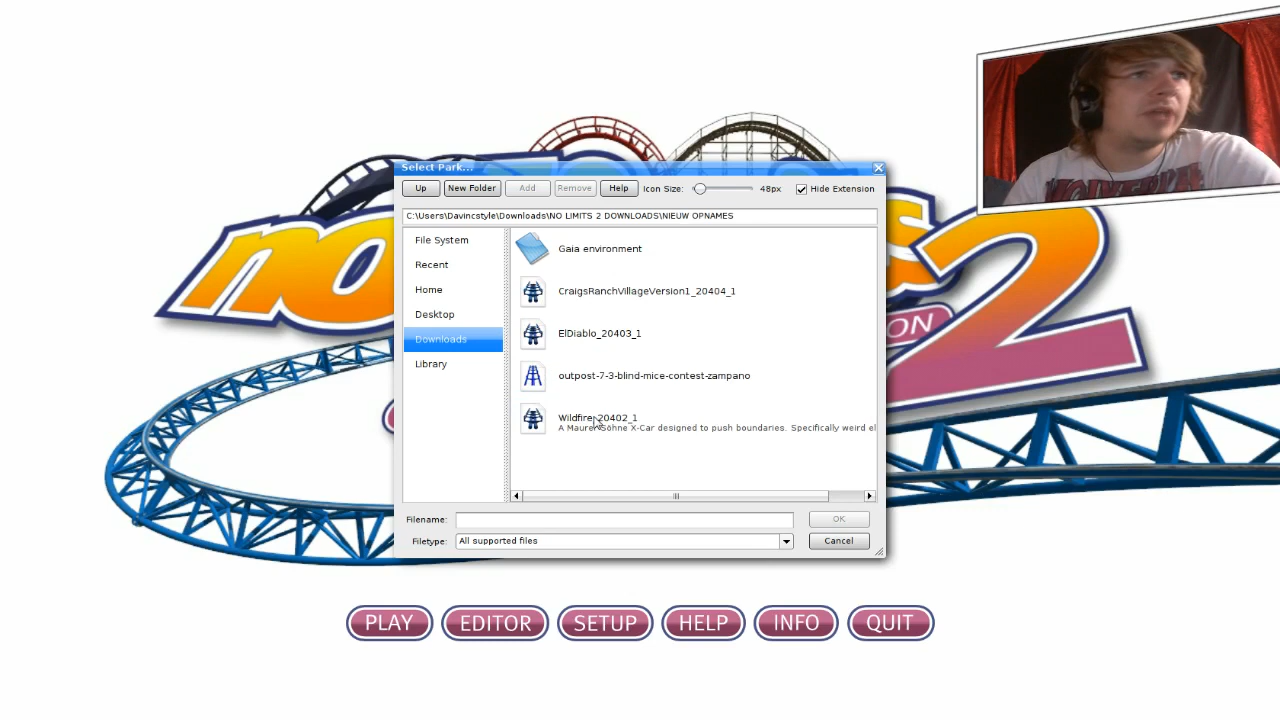 Select Park...
Up New Folder Add Remove Help Icon Size: 48px Hide Extension
C:\Users\Davincstyle\Downloads\NO LIMITS 2 DOWNLOADS\NIEUW OPNAMES
File System
Recent
Home
Desktop
Downloads
Library
Gaia environment
CraigsRanchVillageVersion1_20404_1
ElDiablo_20403_1
outpost-7-3-blind-mice-contest-zampano
Wildfire_20402_1
A Maurer Söhne X-Car designed to push boundaries. Specifically weird el
Filename: OK
Filetype: All supported files Cancel
no
s
2
ON
PLAY EDITOR SETUP HELP INFO QUIT